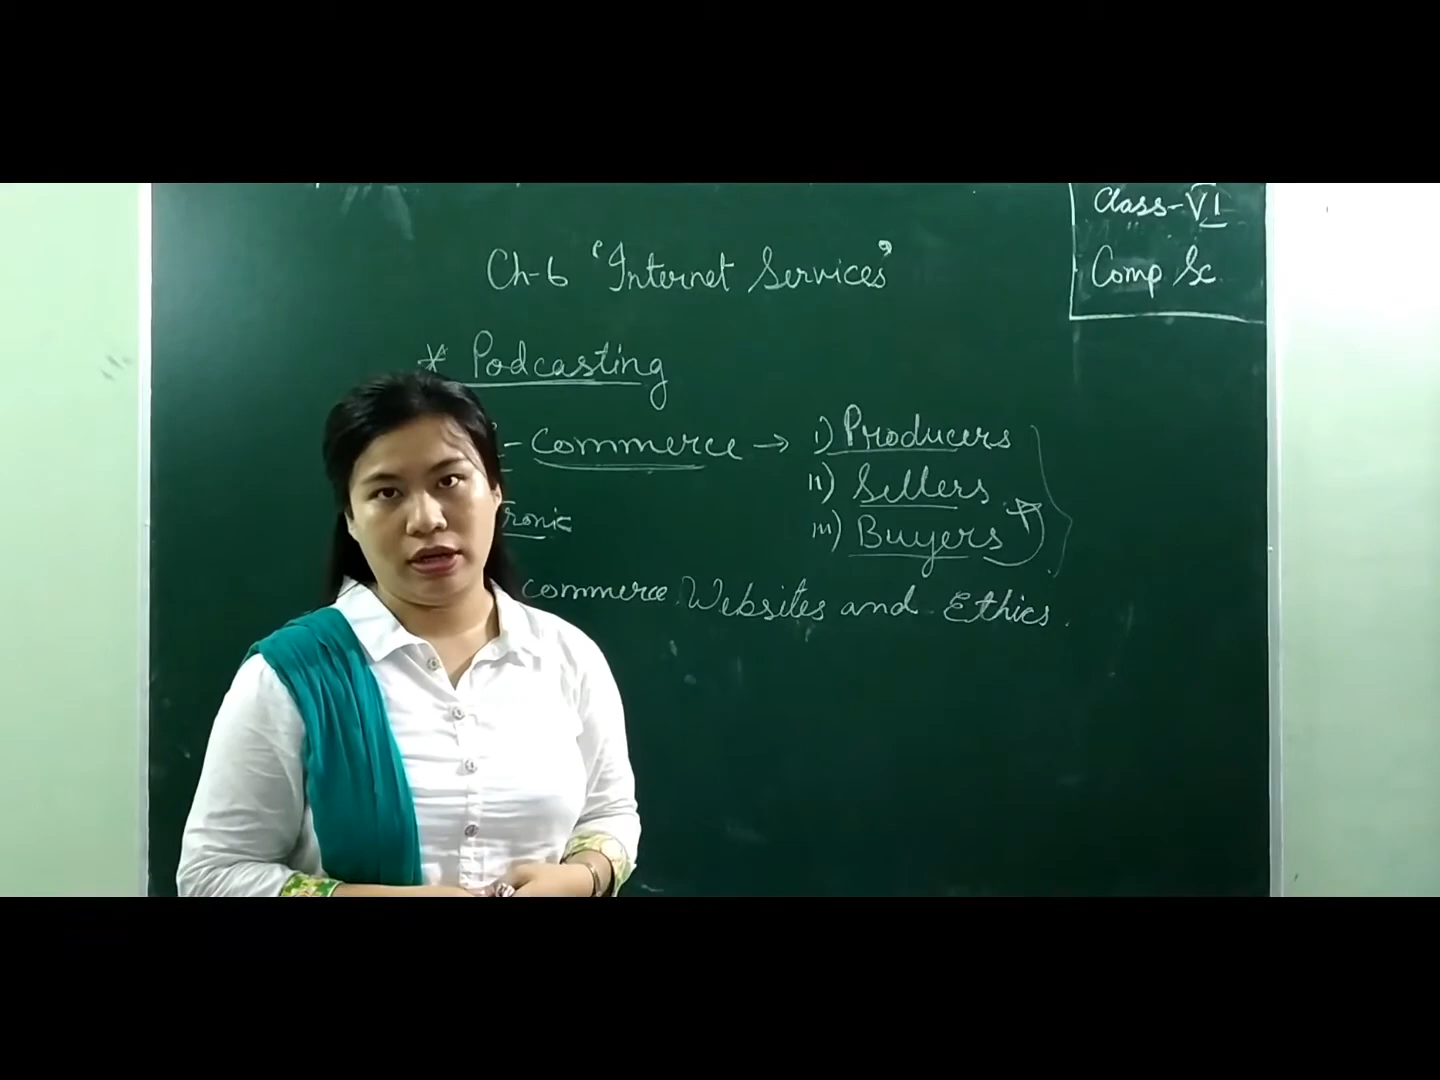 Class-VI
Comp Sc
Ch-6 'Internet Services'
* Podcasting
- Commerce → i) Producers
ii) Sellers
iii) Buyers
tronic
commerce Websites and Ethics.